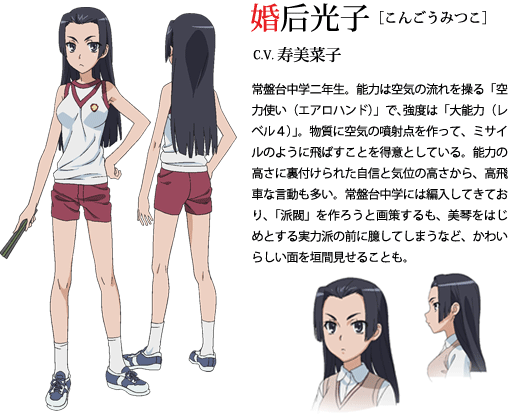 婚后光子 [こんごうみつこ]
C.V. 寿美菜子
常盤台中学二年生。能力は空気の流れを操る「空
力使い（エアロハンド）」で、強度は「大能力（レ
ベル４）」。物質に空気の噴射点を作って、ミサイ
ルのように飛ばすことを得意としている。能力の
高さに裏付けられた自信と気位の高さから、高飛
車な言動も多い。常盤台中学には編入してきてお
り、「派閥」を作ろうと画策するも、美琴をはじ
めとする実力派の前に臆してしまうなど、かわい
らしい面を垣間見せることも。